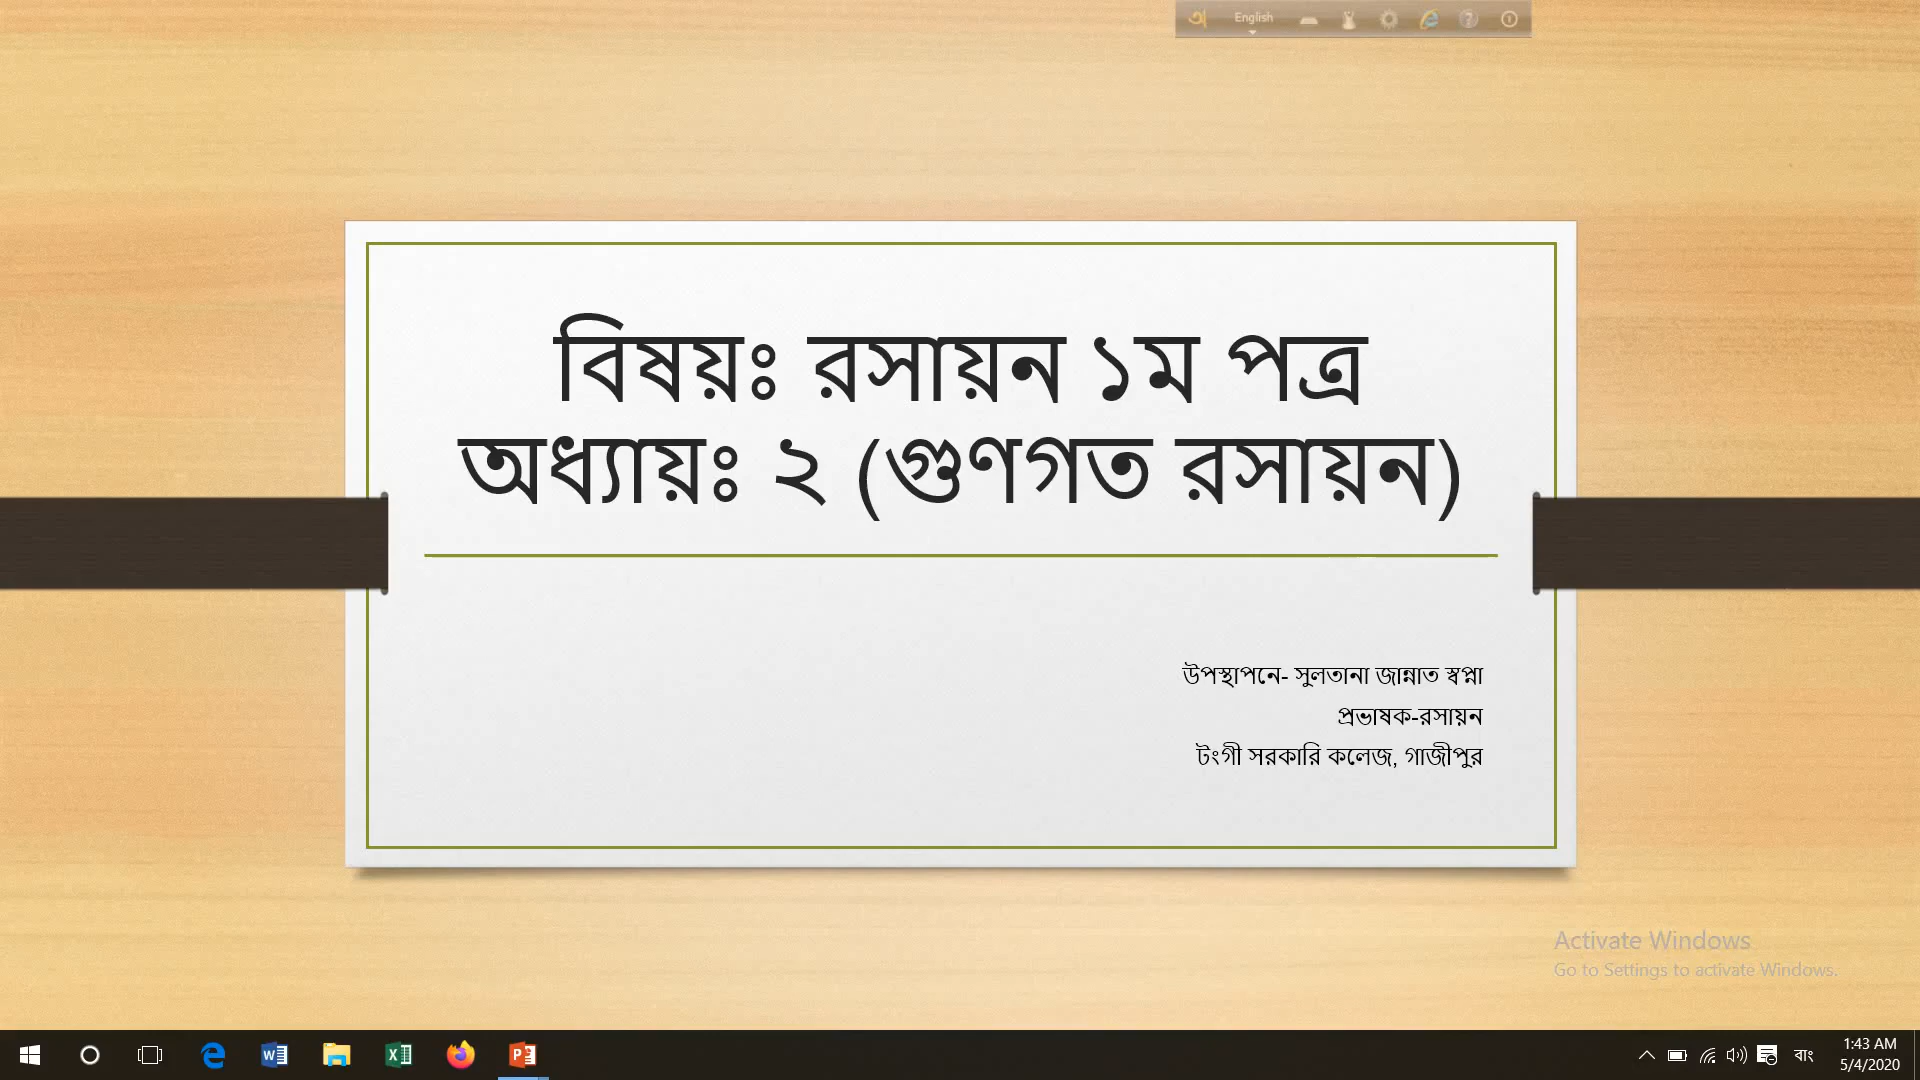 English
বিষয়ঃ রসায়ন ১ম পত্র
অধ্যায়ঃ ২ (গুণগত রসায়ন)
উপস্থাপনে- সুলতানা জান্নাত স্বপ্না
প্রভাষক-রসায়ন
টংগী সরকারি কলেজ, গাজীপুর
Activate Windows
Go to Settings to activate Windows.
বাং
1:43 AM
5/4/2020